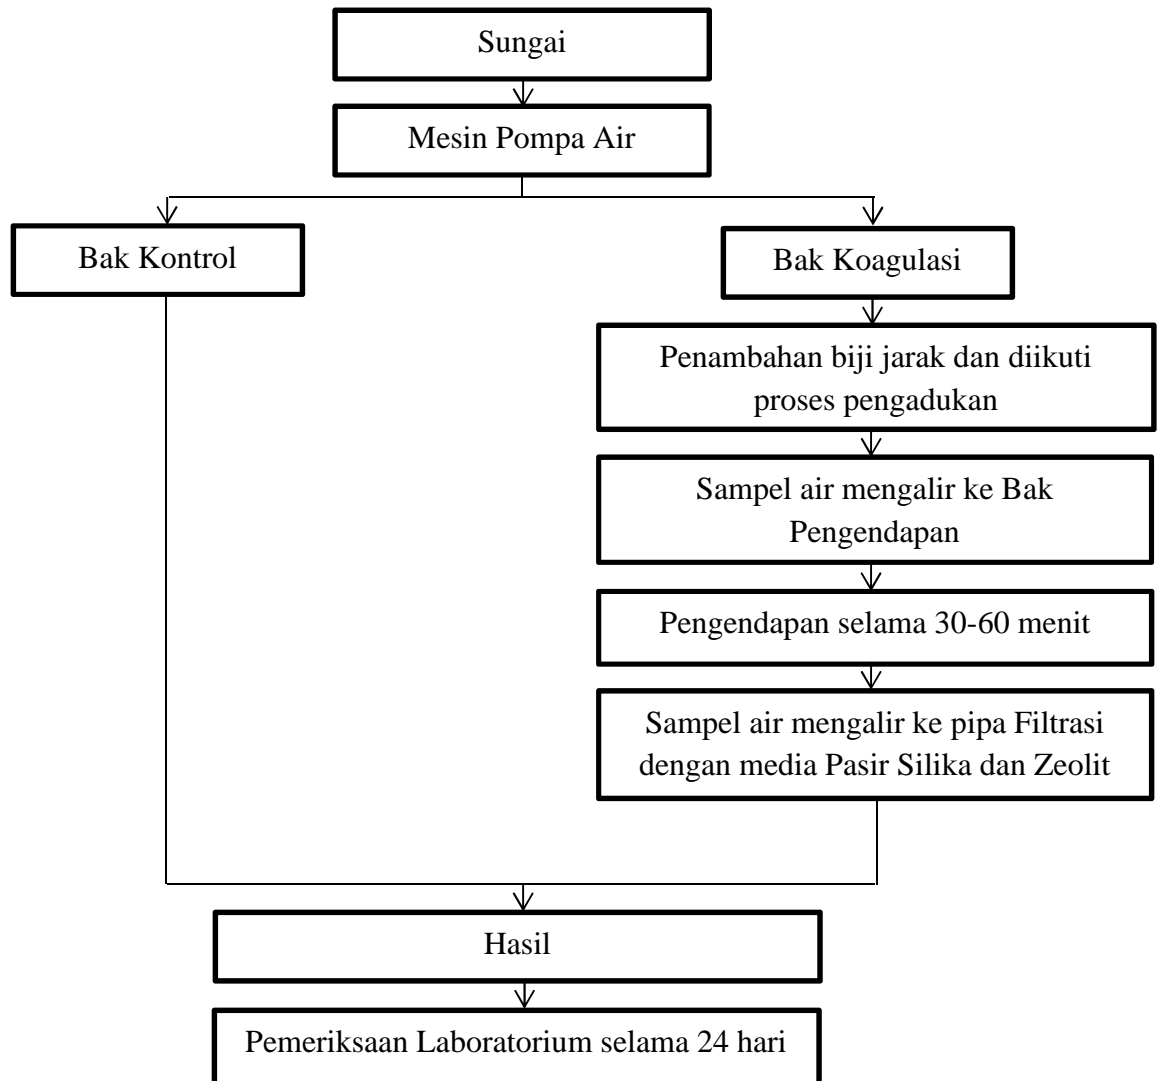 Sungai
Mesin Pompa Air
Bak Kontrol
Bak Koagulasi
Penambahan biji jarak dan diikuti
proses pengadukan
Sampel air mengalir ke Bak
Pengendapan
Pengendapan selama 30-60 menit
Sampel air mengalir ke pipa Filtrasi
dengan media Pasir Silika dan Zeolit
Hasil
Pemeriksaan Laboratorium selama 24 hari